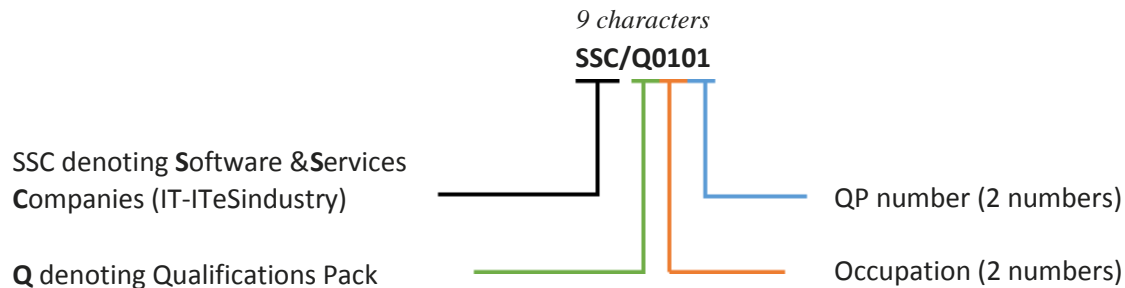 9 characters
SSC/Q0101
SSC denoting Software &Services
Companies (IT-ITeSindustry)
QP number (2 numbers)
Q denoting Qualifications Pack
Occupation (2 numbers)